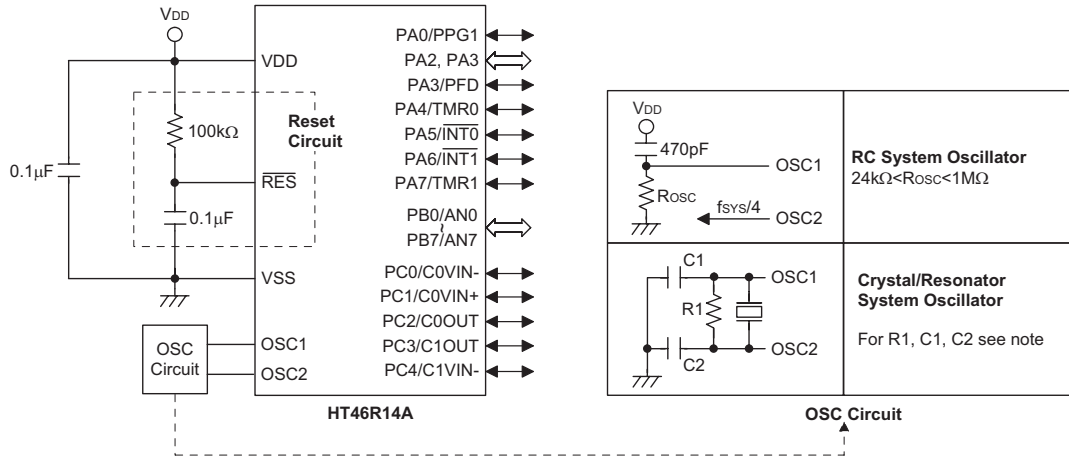 VDD
VDD
100kΩ
Reset
Circuit
0.1μF
RES
0.1μF
VSS
OSC
Circuit
OSC1
OSC2
PA0/PPG1
PA2, PA3
PA3/PFD
PA4/TMR0
PA5/INT0
PA6/INT1
PA7/TMR1
PB0/AN0
~
PB7/AN7
PC0/C0VIN-
PC1/C0VIN+
PC2/C0OUT
PC3/C1OUT
PC4/C1VIN-
HT46R14A
VDD
470pF
OSC1
ROSC
fSYS/4
OSC2
RC System Oscillator
24kΩ<ROSC<1MΩ
C1
OSC1
R1
OSC2
C2
Crystal/Resonator
System Oscillator
For R1, C1, C2 see note
OSC Circuit